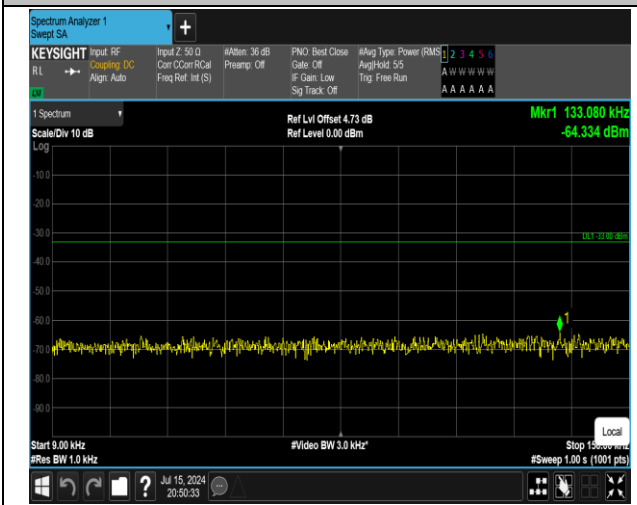 Spectrum Analyzer 1
Swept SA
+
KEYSIGHT
RL
Input: RF
Coupling: DC
Align: Auto
Input Z: 50 Ω
Corr CCorr RCal
Freq Ref: Int (S)
#Atten: 36 dB
Preamp: Off
PNO: Best Close
Gate: Off
IF Gain: Low
Sig Track: Off
#Avg Type: Power (RMS
Avg|Hold: 5/5
Trig: Free Run
1 2 3 4 5 6
A W W W W W
A A A A A A
1 Spectrum
Scale/Div 10 dB
Log
Ref Lvl Offset 4.73 dB
Ref Level 0.00 dBm
Mkr1 133.080 kHz
-64.334 dBm
-10.0
-20.0
-30.0
DL1 -33.00 dBm
-40.0
-50.0
-60.0
1
-70.0
-80.0
-90.0
Local
Start 9.00 kHz
#Video BW 3.0 kHz*
Stop
#Res BW 1.0 kHz
#Sweep 1.00 s (1001 pts)
?
Jul 15, 2024
20:50:33